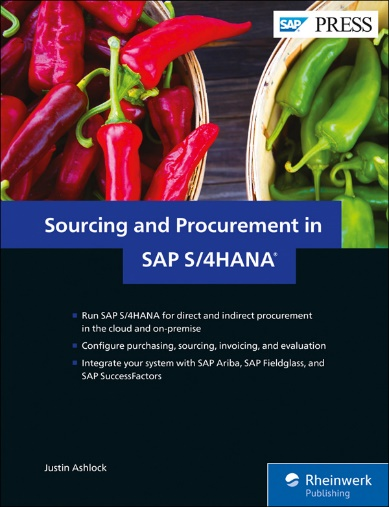 SAP PRESS
Sourcing and Procurement in
SAP S/4HANA®
■ Run SAP S/4HANA for direct and indirect procurement
in the cloud and on-premise
■ Configure purchasing, sourcing, invoicing, and evaluation
■ Integrate your system with SAP Ariba, SAP Fieldglass, and
SAP SuccessFactors
Justin Ashlock
Rheinwerk
Publishing